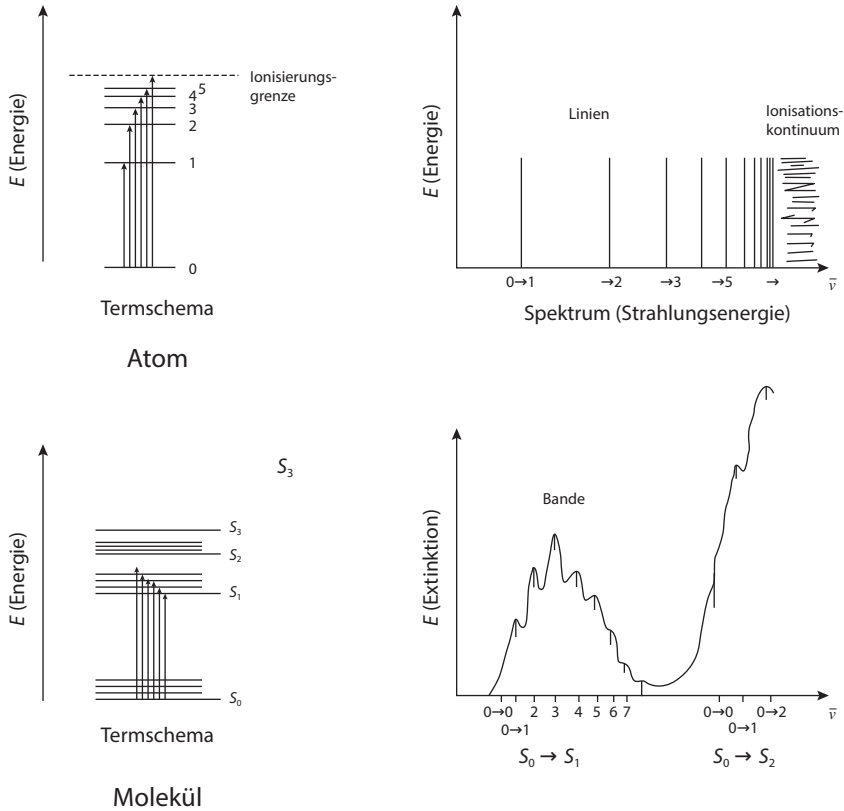 E (Energie)
Ionisierungs-
grenze
5
4
3
2
1
0
Termschema
Atom
E (Energie)
Linien
Ionisations-
kontinuum
0→1 →2 →3 →5 → ν̅
Spektrum (Strahlungsenergie)
E (Energie)
S₃
S₃
S₂
S₁
S₀
Termschema
Molekül
E (Extinktion)
Bande
0→0 2 3 4 5 6 7 0→0 0→2 ν̅
0→1 0→1
S₀ → S₁ S₀ → S₂